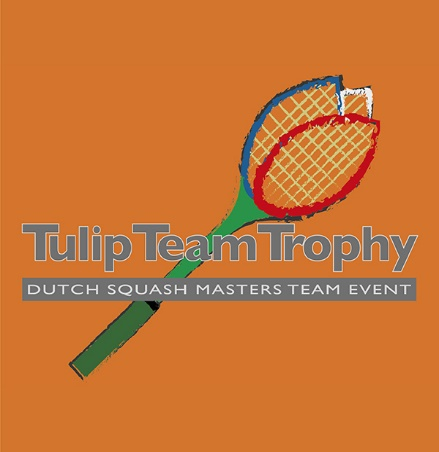 Tulip Team Trophy
DUTCH SQUASH MASTERS TEAM EVENT